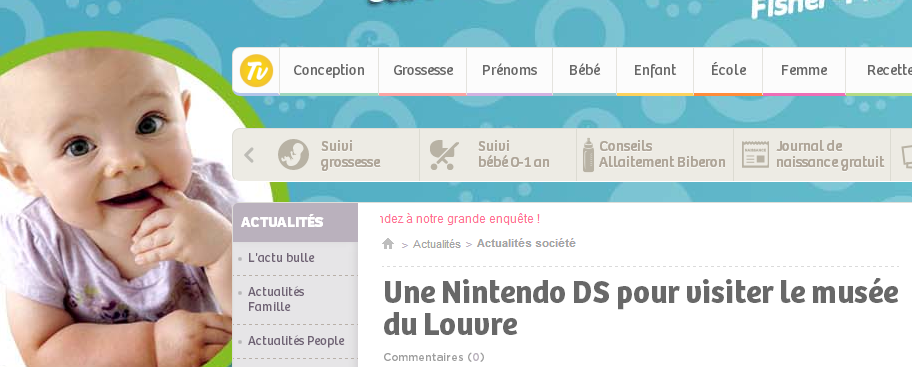 Fisher
Tv
Conception
Grossesse
Prénoms
Bébé
Enfant
École
Femme
Recette
Suivi
grossesse
Suivi
bébé 0-1 an
Conseils
Allaitement Biberon
Journal de
naissance gratuit
ACTUALITÉS
ndez à notre grande enquête !
> Actualités > Actualités société
L'actu bulle
Actualités
Famille
Actualités People
Une Nintendo DS pour visiter le musée
du Louvre
Commentaires (0)